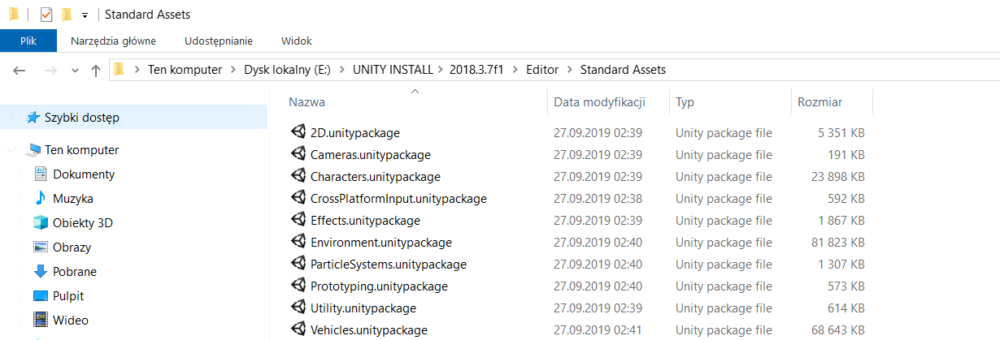 Standard Assets
Plik Narzędzia główne Udostępnianie Widok
Ten komputer Dysk lokalny (E:) UNITY INSTALL 2018.3.7f1 Editor Standard Assets
Szybki dostęp
Ten komputer
Dokumenty
Muzyka
Obiekty 3D
Obrazy
Pobrane
Pulpit
Wideo
Nazwa Data modyfikacji Typ Rozmiar
2D.unitypackage 27.09.2019 02:39 Unity package file 5 351 KB
Cameras.unitypackage 27.09.2019 02:39 Unity package file 191 KB
Characters.unitypackage 27.09.2019 02:39 Unity package file 23 898 KB
CrossPlatformInput.unitypackage 27.09.2019 02:38 Unity package file 592 KB
Effects.unitypackage 27.09.2019 02:39 Unity package file 1 867 KB
Environment.unitypackage 27.09.2019 02:40 Unity package file 81 823 KB
ParticleSystems.unitypackage 27.09.2019 02:40 Unity package file 1 307 KB
Prototyping.unitypackage 27.09.2019 02:40 Unity package file 573 KB
Utility.unitypackage 27.09.2019 02:39 Unity package file 614 KB
Vehicles.unitypackage 27.09.2019 02:41 Unity package file 68 643 KB